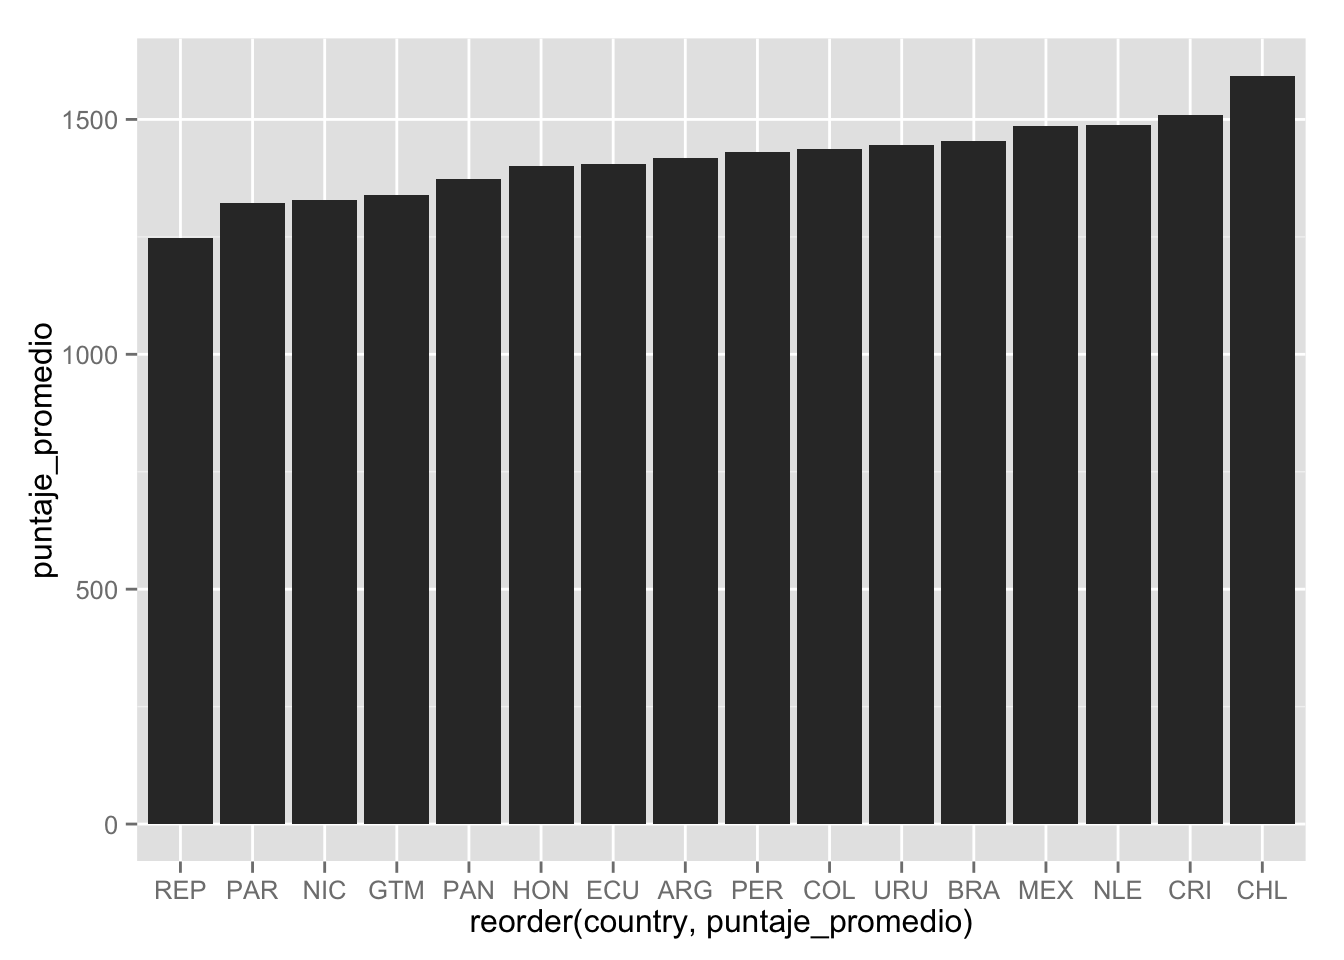 puntaje_promedio
1500
1000
500
0
REP PAR NIC GTM PAN HON ECU ARG PER COL URU BRA MEX NLE CRI CHL
reorder(country, puntaje_promedio)